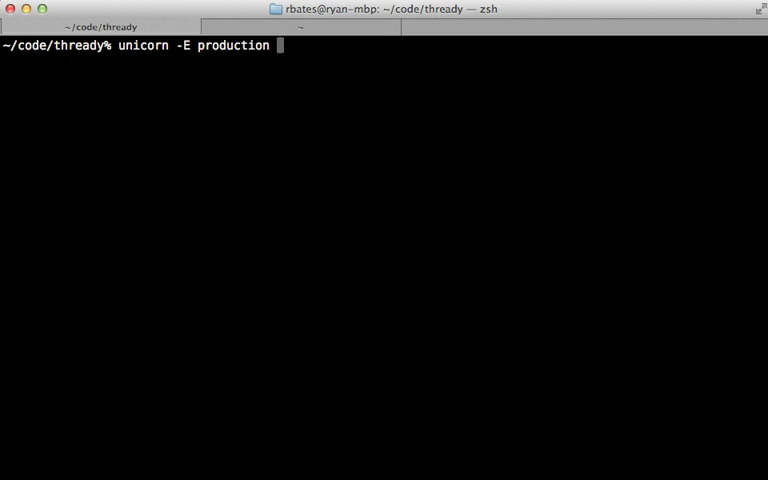 rbates@ryan-mbp: ~/code/thready — zsh
~/code/thready
~
~/code/thready% unicorn -E production